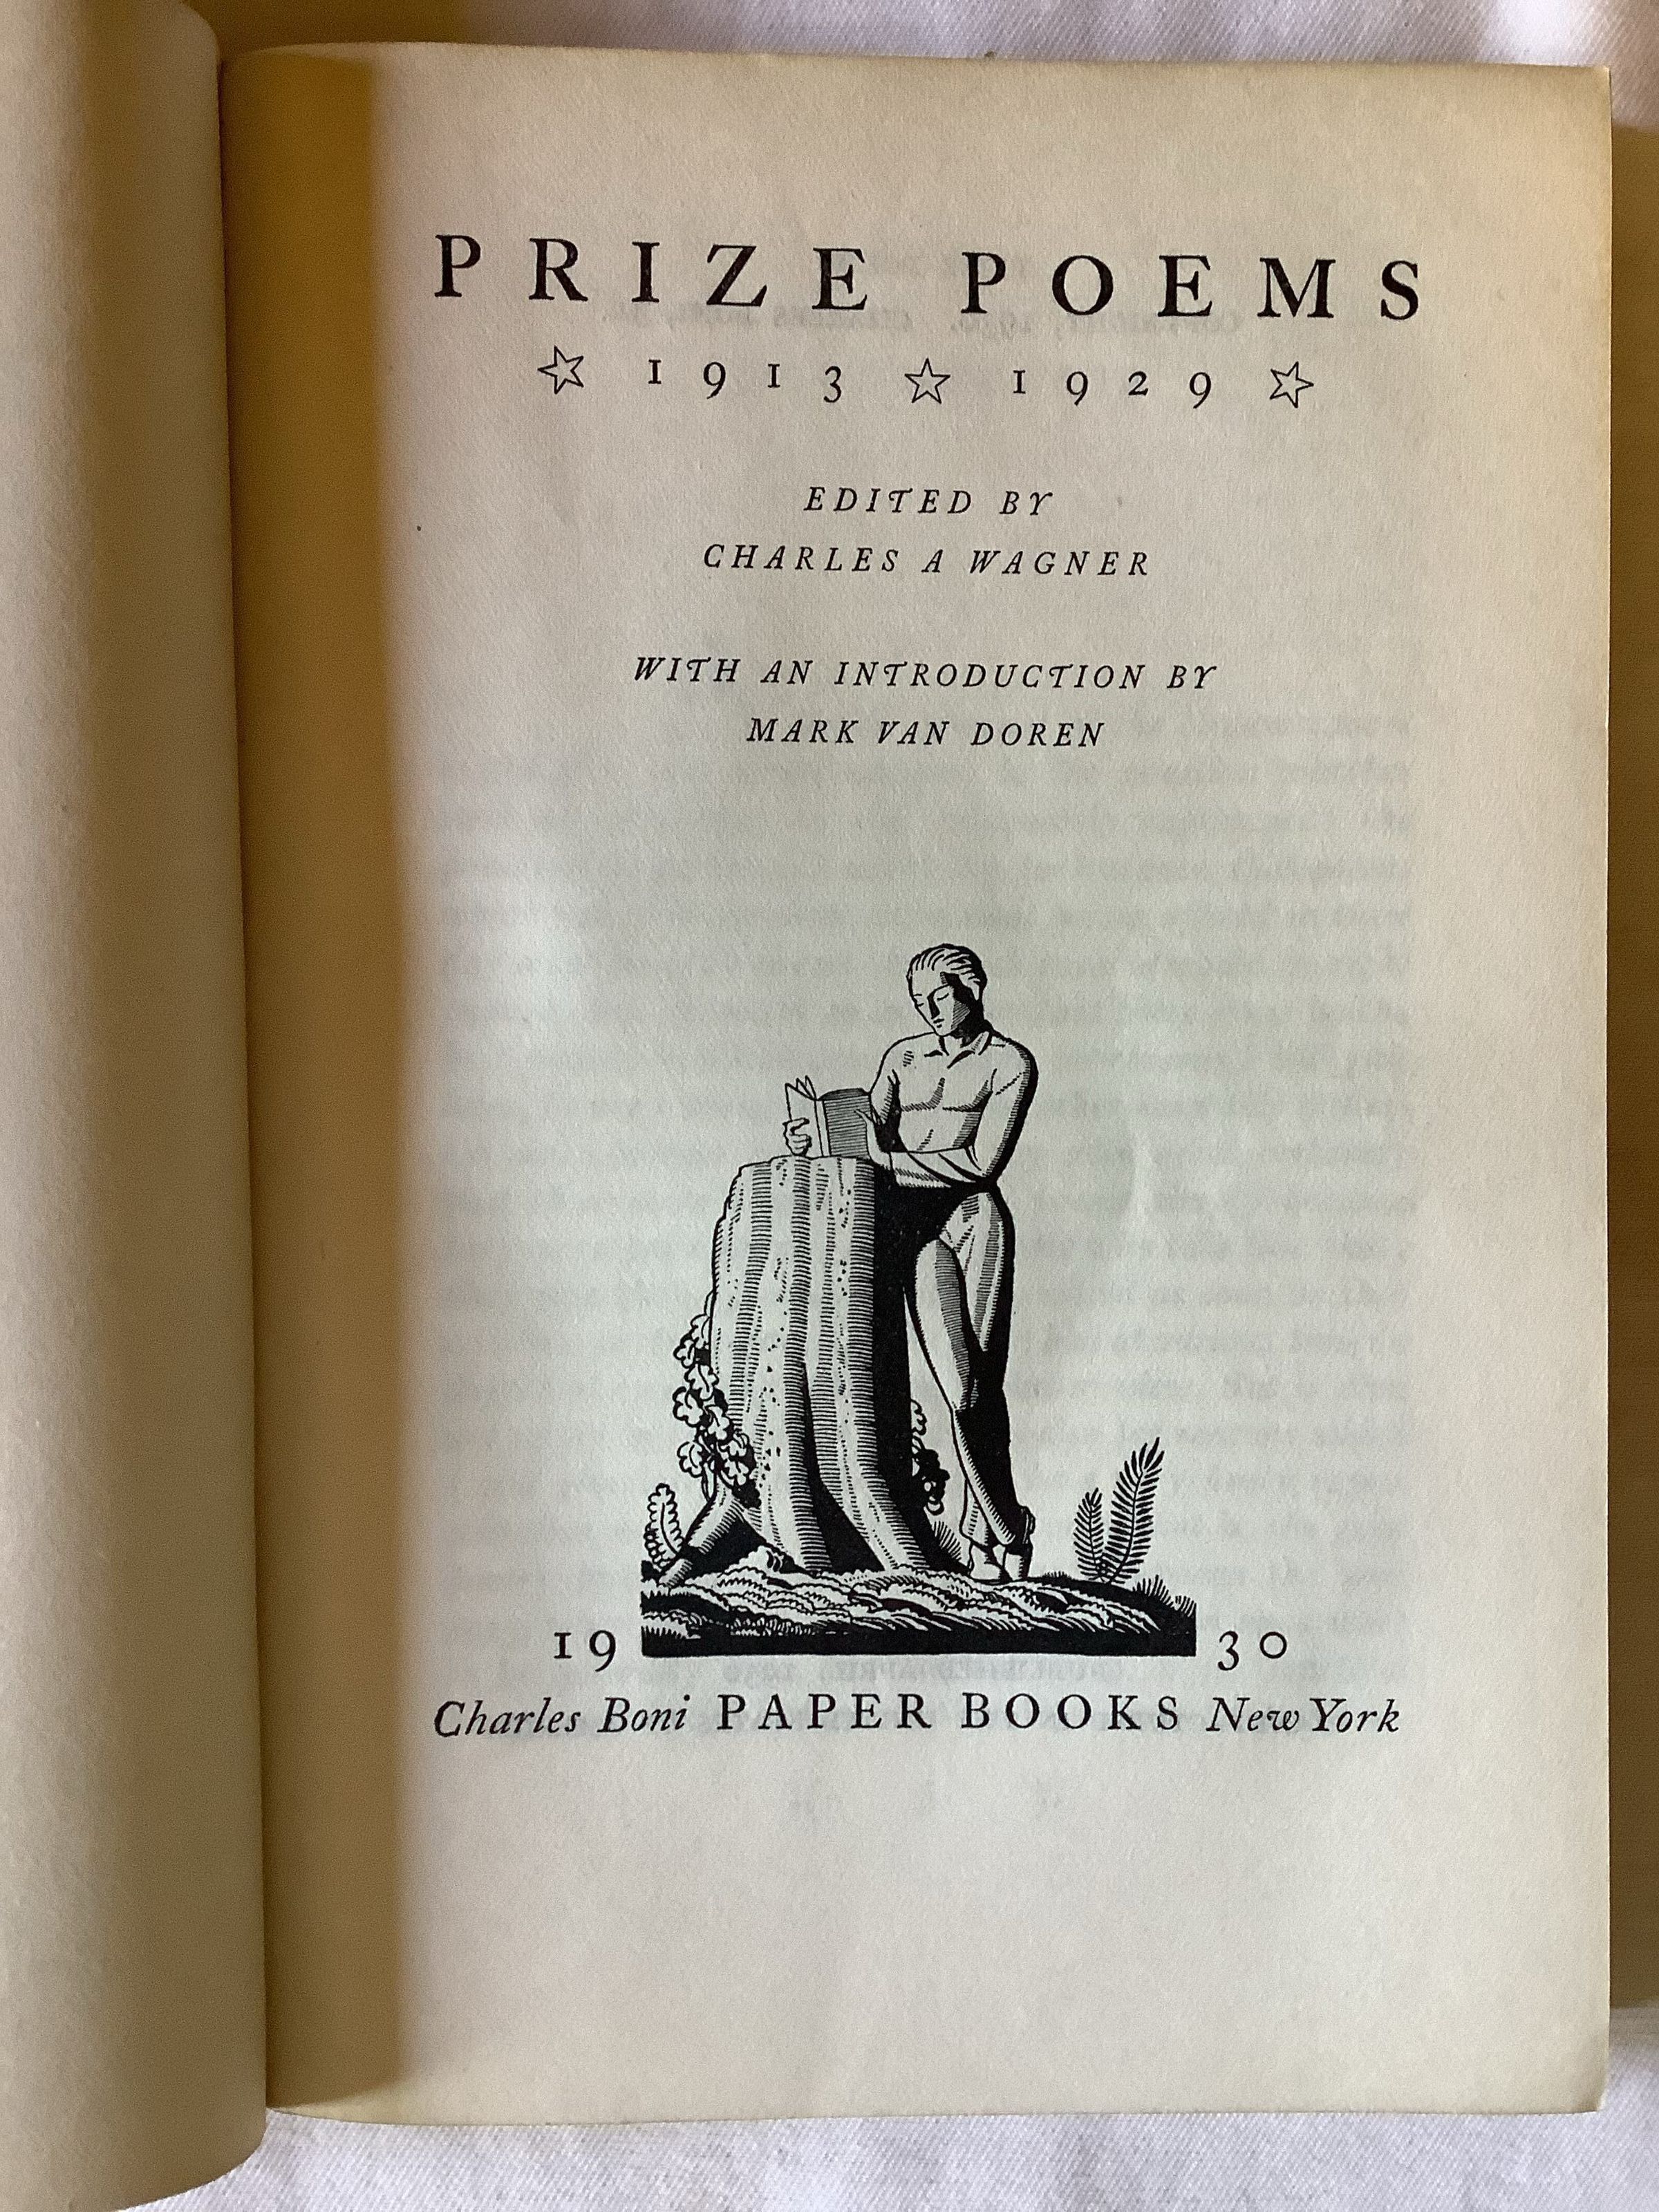 PRIZE POEMS
☆ 1913 ☆ 1929 ☆
EDITED BY
CHARLES A WAGNER
WITH AN INTRODUCTION BY
MARK VAN DOREN
19 30
Charles Boni PAPER BOOKS New York